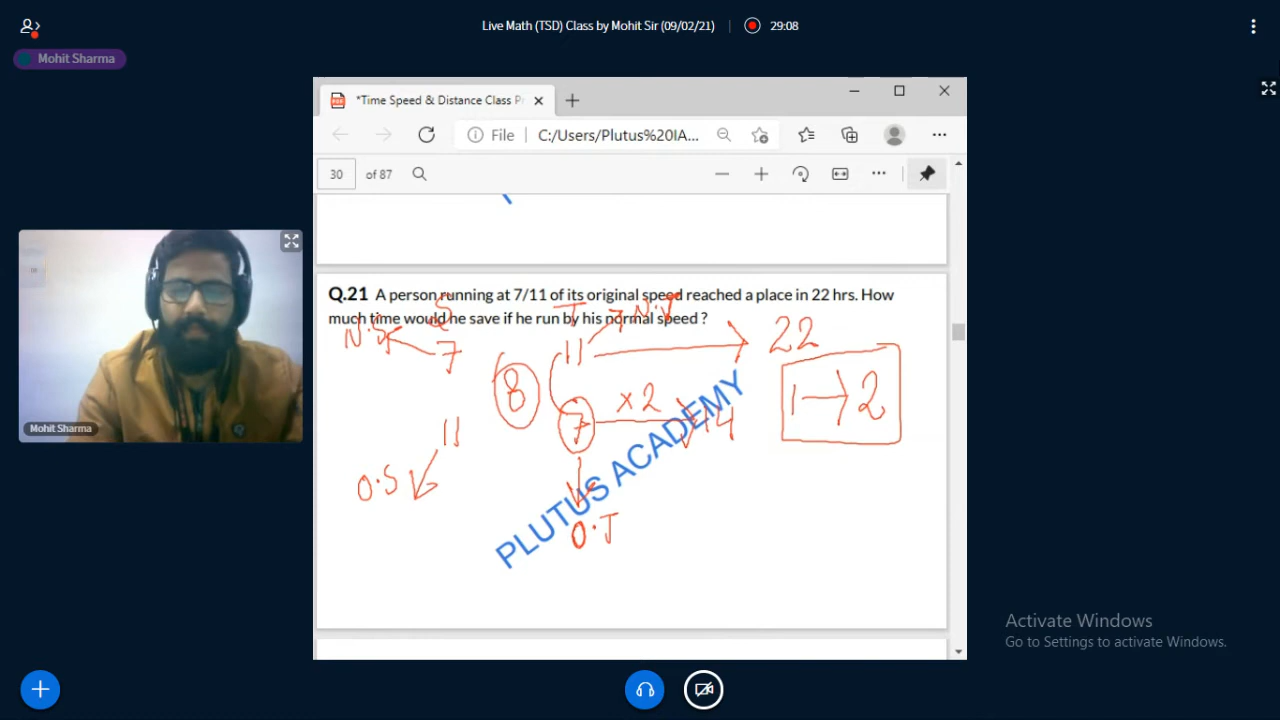 Live Math (TSD) Class by Mohit Sir (09/02/21)
29:08
Mohit Sharma
*Time Speed & Distance Class Pr
File
C:/Users/Plutus%20IA...
30
of 87
Q.21 A person running at 7/11 of its original speed reached a place in 22 hrs. How
much time would he save if he run by his normal speed ?
S
T
N.T
N.S
7
11
22
8
7
×2
14
1→2
11
O.S
O.T
PLUTUS ACADEMY
Mohit Sharma
Activate Windows
Go to Settings to activate Windows.